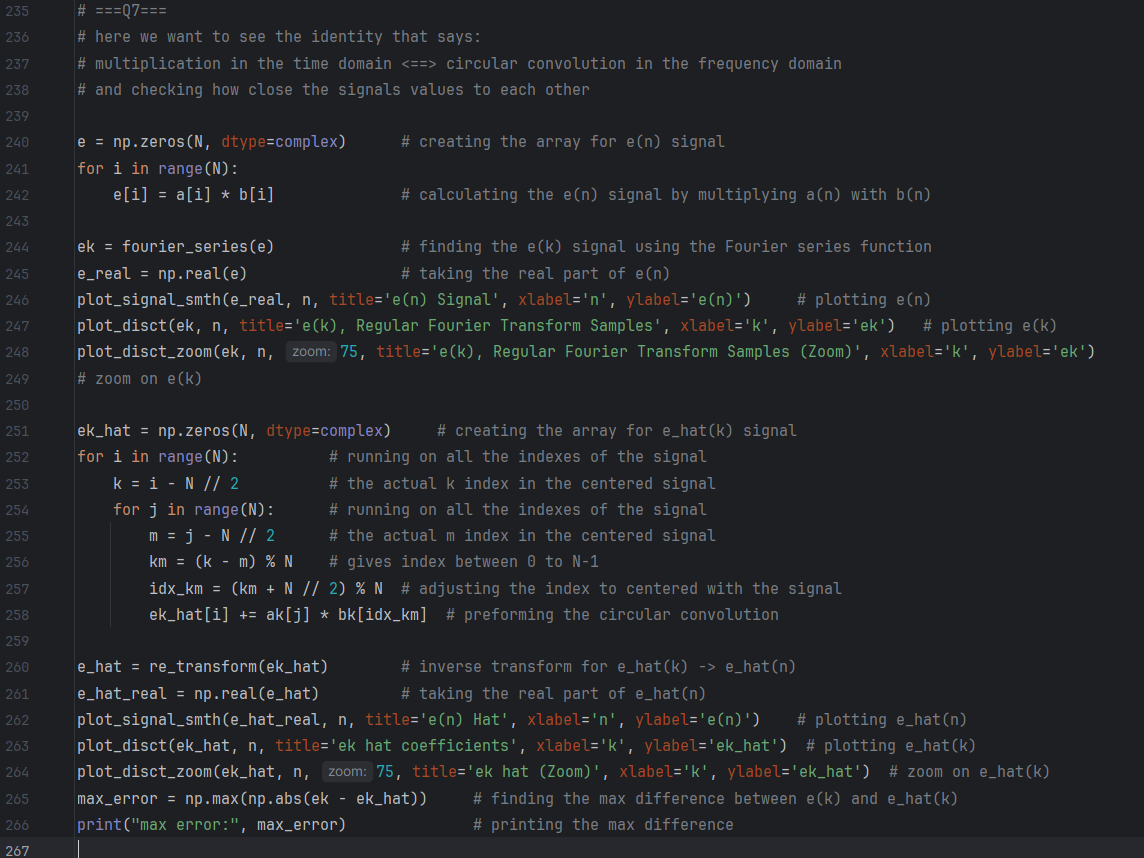 235 # ===Q7===
236 # here we want to see the identity that says:
237 # multiplication in the time domain <==> circular convolution in the frequency domain
238 # and checking how close the signals values to each other
239
240 e = np.zeros(N, dtype=complex)      # creating the array for e(n) signal
241 for i in range(N):
242     e[i] = a[i] * b[i]              # calculating the e(n) signal by multiplying a(n) with b(n)
243
244 ek = fourier_series(e)              # finding the e(k) signal using the Fourier series function
245 e_real = np.real(e)                 # taking the real part of e(n)
246 plot_signal_smth(e_real, n, title='e(n) Signal', xlabel='n', ylabel='e(n)')     # plotting e(n)
247 plot_disct(ek, n, title='e(k), Regular Fourier Transform Samples', xlabel='k', ylabel='ek')   # plotting e(k)
248 plot_disct_zoom(ek, n, zoom: 75, title='e(k), Regular Fourier Transform Samples (Zoom)', xlabel='k', ylabel='ek')
249 # zoom on e(k)
250
251 ek_hat = np.zeros(N, dtype=complex)     # creating the array for e_hat(k) signal
252 for i in range(N):          # running on all the indexes of the signal
253     k = i - N // 2          # the actual k index in the centered signal
254     for j in range(N):      # running on all the indexes of the signal
255         m = j - N // 2      # the actual m index in the centered signal
256         km = (k - m) % N    # gives index between 0 to N-1
257         idx_km = (km + N // 2) % N  # adjusting the index to centered with the signal
258         ek_hat[i] += ak[j] * bk[idx_km]  # preforming the circular convolution
259
260 e_hat = re_transform(ek_hat)        # inverse transform for e_hat(k) -> e_hat(n)
261 e_hat_real = np.real(e_hat)         # taking the real part of e_hat(n)
262 plot_signal_smth(e_hat_real, n, title='e(n) Hat', xlabel='n', ylabel='e(n)')    # plotting e_hat(n)
263 plot_disct(ek_hat, n, title='ek hat coefficients', xlabel='k', ylabel='ek_hat')  # plotting e_hat(k)
264 plot_disct_zoom(ek_hat, n, zoom: 75, title='ek hat (Zoom)', xlabel='k', ylabel='ek_hat')  # zoom on e_hat(k)
265 max_error = np.max(np.abs(ek - ek_hat))     # finding the max difference between e(k) and e_hat(k)
266 print("max error:", max_error)              # printing the max difference
267